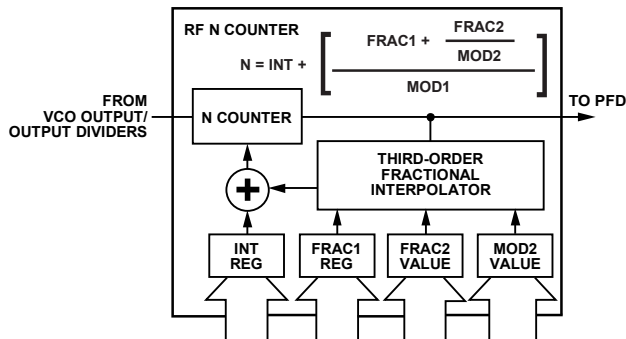 RF N COUNTER
N = INT +
FRAC1 +
FRAC2
MOD2
MOD1
FROM
VCO OUTPUT/
OUTPUT DIVIDERS
N COUNTER
TO PFD
THIRD-ORDER
FRACTIONAL
INTERPOLATOR
+
INT
REG
FRAC1
REG
FRAC2
VALUE
MOD2
VALUE